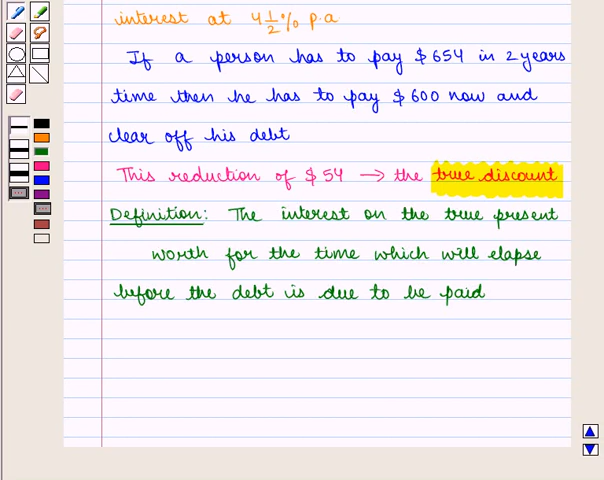 interest at 4 1/2 % p.a
If a person has to pay $ 654 in 2 years
time then he has to pay $ 600 now and
clear off his debt
This reduction of $ 54 → the true discount
Definition: The interest on the true present
worth for the time which will elapse
before the debt is due to be paid